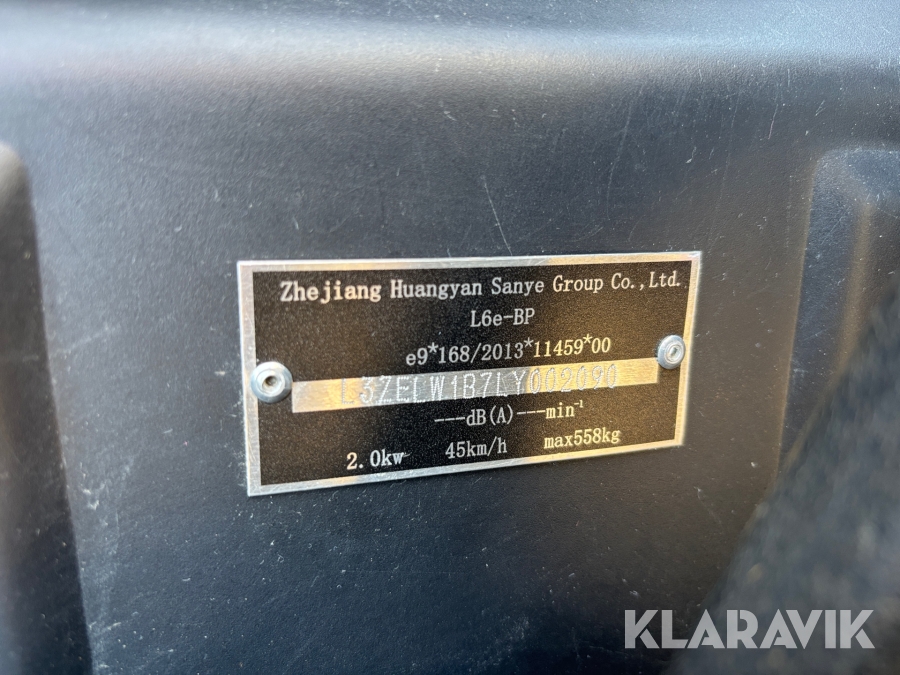 Zhejiang Huangyan Sanye Group Co.,Ltd.
L6e-BP
e9*168/2013*11459*00
L3ZELW1B7LY002090
---dB(A)---min⁻¹
2.0kw 45km/h max558kg
KLARAVIK